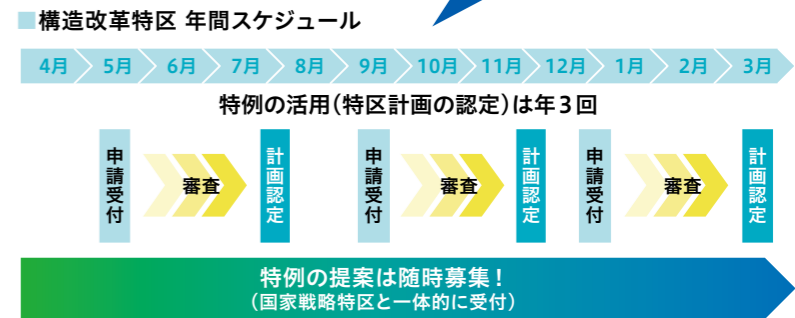 ■構造改革特区 年間スケジュール
4月 5月 6月 7月 8月 9月 10月 11月 12月 1月 2月 3月
特例の活用（特区計画の認定）は年３回
申請受付 審査 計画認定 申請受付 審査 計画認定 申請受付 審査 計画認定
特例の提案は随時募集！
（国家戦略特区と一体的に受付）